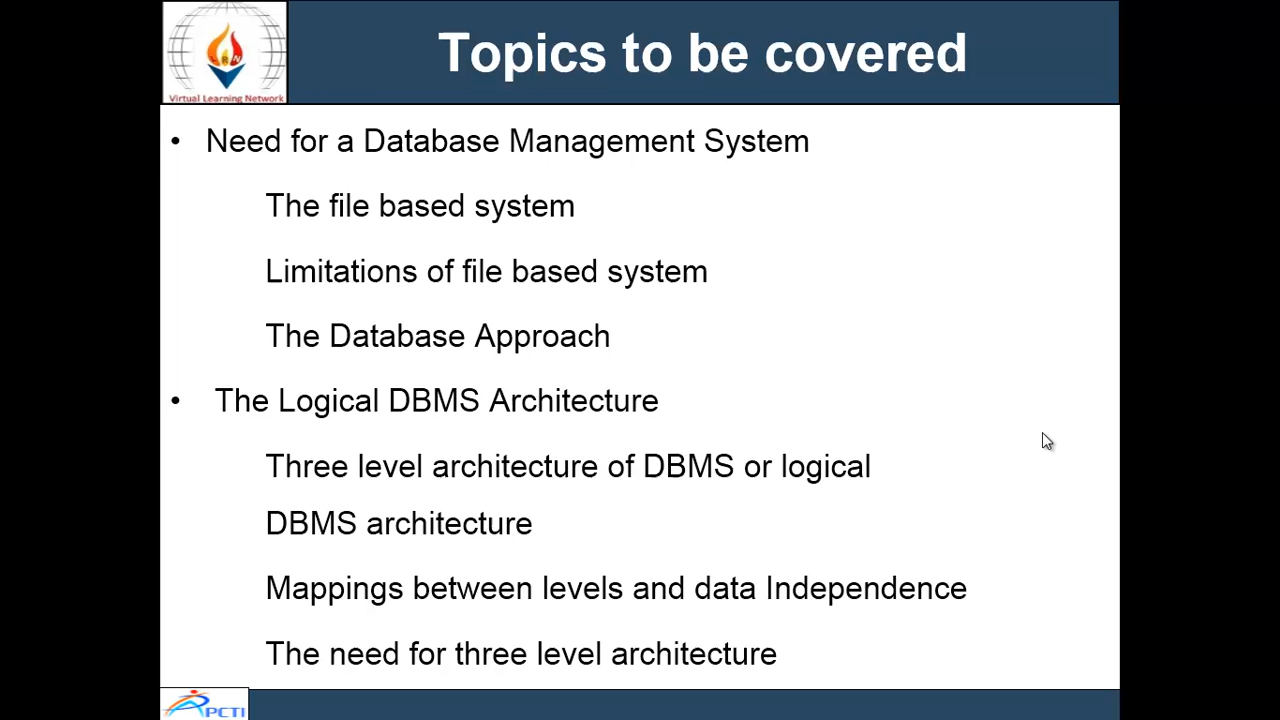 Topics to be covered
Virtual Learning Network
• Need for a Database Management System
The file based system
Limitations of file based system
The Database Approach
• The Logical DBMS Architecture
Three level architecture of DBMS or logical
DBMS architecture
Mappings between levels and data Independence
The need for three level architecture
PCTI